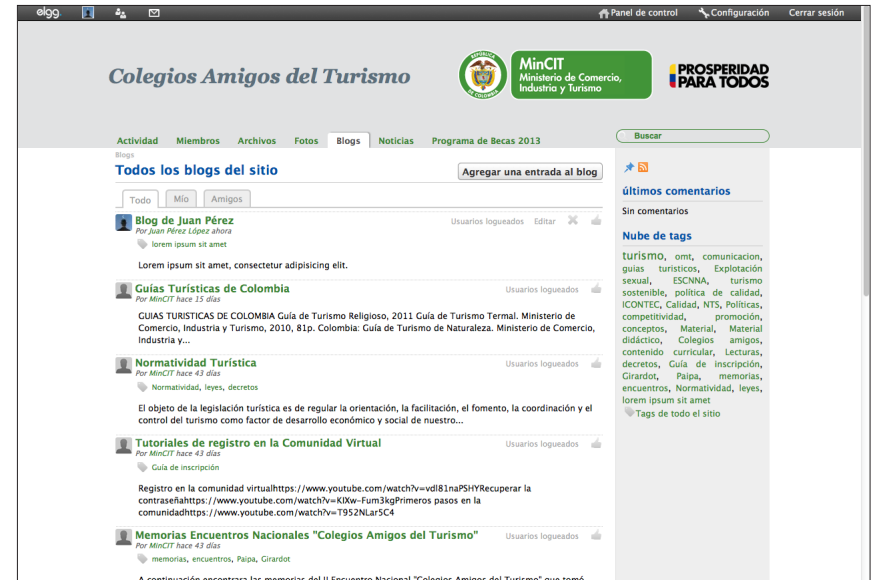 elgg. Panel de control Configuración Cerrar sesión
Colegios Amigos del Turismo
REPÚBLICA DE COLOMBIA
MinCIT
Ministerio de Comercio,
Industria y Turismo
PROSPERIDAD
PARA TODOS
Actividad Miembros Archivos Fotos Blogs Noticias Programa de Becas 2013
Buscar
Blogs
Todos los blogs del sitio
Agregar una entrada al blog
Todo Mío Amigos
Blog de Juan Pérez
Usuarios logueados Editar
Por Juan Pérez López ahora
lorem ipsum sit amet
Lorem ipsum sit amet, consectetur adipisicing elit.
Guías Turísticas de Colombia
Usuarios logueados
Por MinCIT hace 15 días
GUIAS TURISTICAS DE COLOMBIA Guía de Turismo Religioso, 2011 Guía de Turismo Termal. Ministerio de
Comercio, Industria y Turismo, 2010, 81p. Colombia: Guía de Turismo de Naturaleza. Ministerio de Comercio,
Industria y...
Normatividad Turística
Usuarios logueados
Por MinCIT hace 43 días
Normatividad, leyes, decretos
El objeto de la legislación turística es de regular la orientación, la facilitación, el fomento, la coordinación y el
control del turismo como factor de desarrollo económico y social de nuestro...
Tutoriales de registro en la Comunidad Virtual
Usuarios logueados
Por MinCIT hace 43 días
Guía de inscripción
Registro en la comunidad virtualhttps://www.youtube.com/watch?v=vdl81naPSHYRecuperar la
contraseñahttps://www.youtube.com/watch?v=KIXw-Fum3kgPrimeros pasos en la
comunidadhttps://www.youtube.com/watch?v=T952NLar5C4
Memorias Encuentros Nacionales "Colegios Amigos del Turismo"
Usuarios logueados
Por MinCIT hace 43 días
memorias, encuentros, Paipa, Girardot
A continuación encontrara las memorias del II Encuentro Nacional "Colegios Amigos del Turismo" que tomó
últimos comentarios
Sin comentarios
Nube de tags
turismo, omt, comunicacion,
guias turisticos, Explotación
sexual, ESCNNA, turismo
sostenible, política de calidad,
ICONTEC, Calidad, NTS, Políticas,
competitividad, promoción,
conceptos, Material, Material
didáctico, Colegios amigos,
contenido curricular, Lecturas,
decretos, Guía de inscripción,
Girardot, Paipa, memorias,
encuentros, Normatividad, leyes,
lorem ipsum sit amet
Tags de todo el sitio